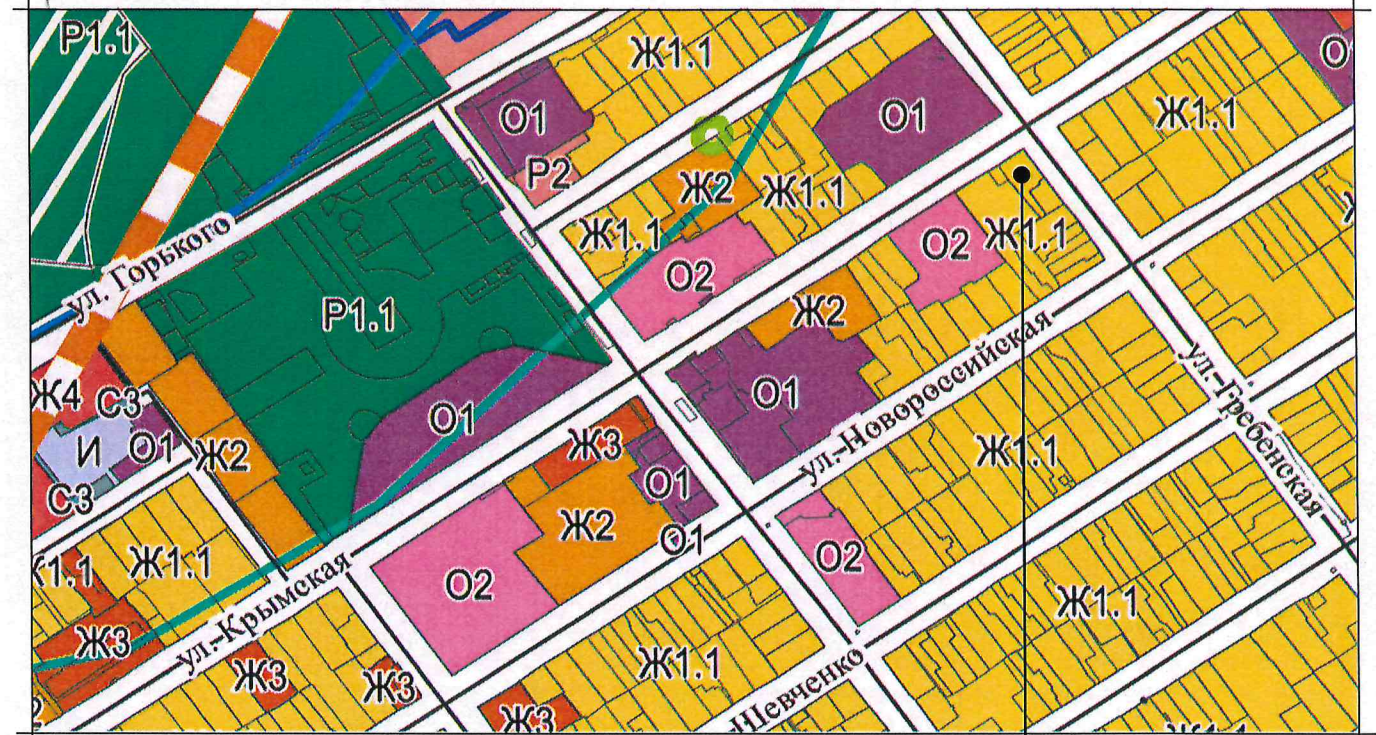 Р1.1
Ж1.1
О1
О1
О1
Ж1.1
Р2
Ж2
Ж1.1
Ж1.1
О2
Ж1.1
О2
ул. Горького
Р1.1
Ж2
ул.-Новороссийская
ул.-Гребенская
Ж4
С3
О1
О1
И
О1
Ж2
Ж3
Ж1.1
С3
О1
Ж2
О1
О2
Ж1.1
Ж1.1
О2
Ж1.1
ул.-Крымская
Ж3
Ж3
Ж3
Ж1.1
Шевченко
Ж3
Ж1.1